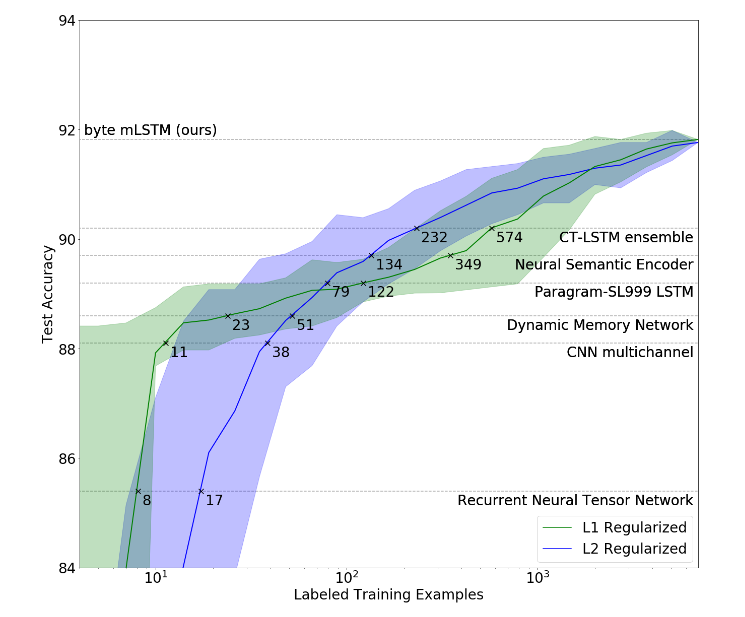 94
92
90
88
86
84
Test Accuracy
byte mLSTM (ours)
232
574
CT-LSTM ensemble
134
349
Neural Semantic Encoder
79
122
Paragram-SL999 LSTM
23
51
Dynamic Memory Network
11
38
CNN multichannel
8
17
Recurrent Neural Tensor Network
L1 Regularized
L2 Regularized
10¹
10²
10³
Labeled Training Examples